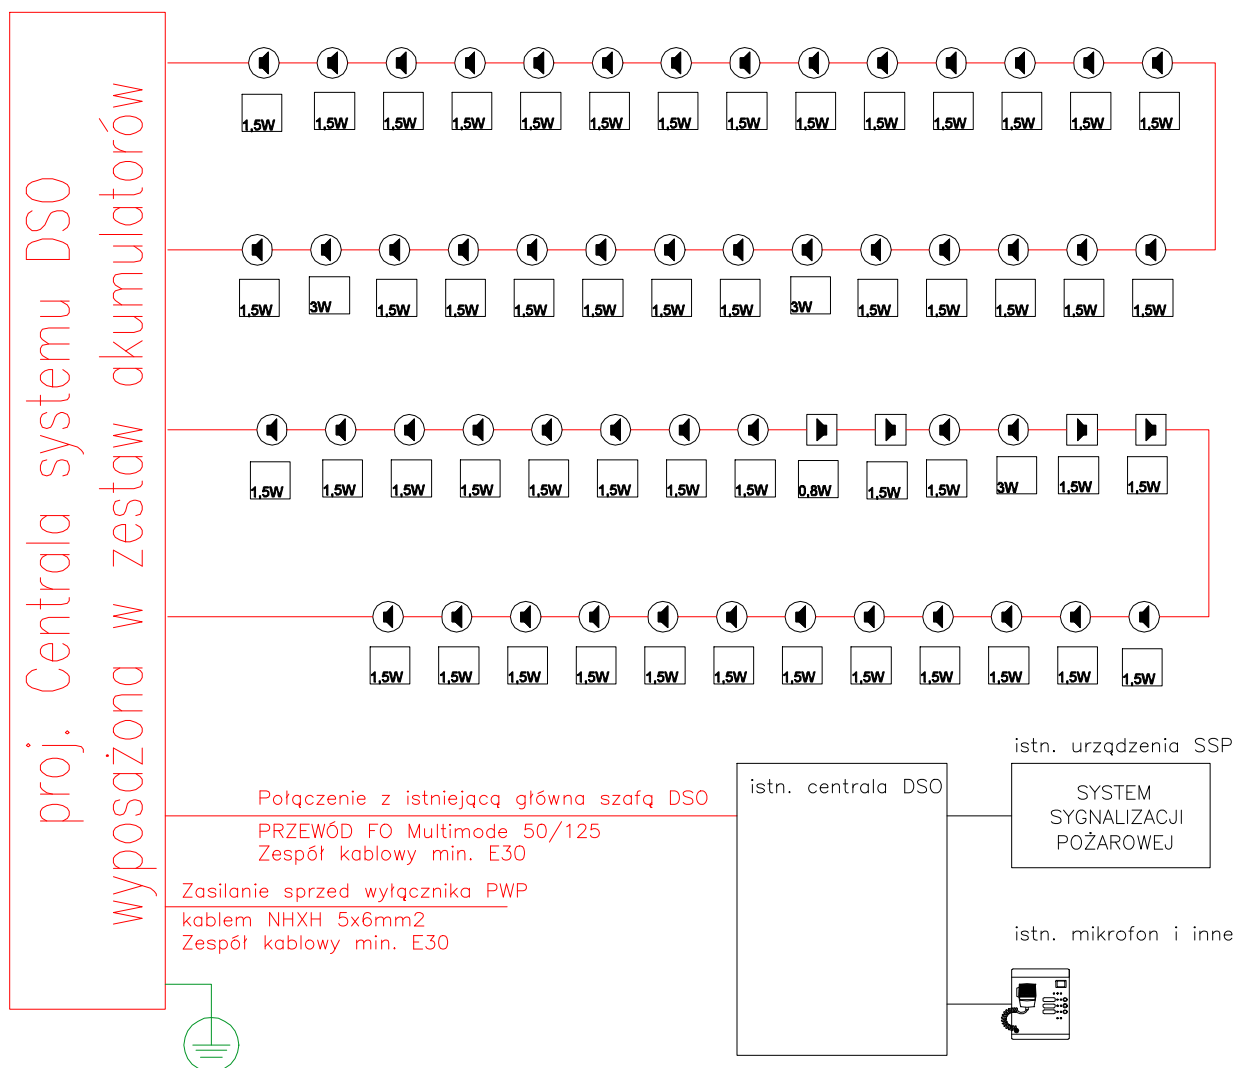 proj. Centrala systemu DSO
wyposażona w zestaw akumulatorów
1,5W 1,5W 1,5W 1,5W 1,5W 1,5W 1,5W 1,5W 1,5W 1,5W 1,5W 1,5W 1,5W 1,5W
1,5W 3W 1,5W 1,5W 1,5W 1,5W 1,5W 1,5W 3W 1,5W 1,5W 1,5W 1,5W 1,5W
1,5W 1,5W 1,5W 1,5W 1,5W 1,5W 1,5W 1,5W 0,8W 1,5W 1,5W 3W 1,5W 1,5W
1,5W 1,5W 1,5W 1,5W 1,5W 1,5W 1,5W 1,5W 1,5W 1,5W 1,5W 1,5W
Połączenie z istniejącą główna szafą DSO
PRZEWÓD FO Multimode 50/125
Zespół kablowy min. E30
Zasilanie sprzed wyłącznika PWP
kablem NHXH 5x6mm2
Zespół kablowy min. E30
istn. centrala DSO
istn. urządzenia SSP
SYSTEM
SYGNALIZACJI
POŻAROWEJ
istn. mikrofon i inne